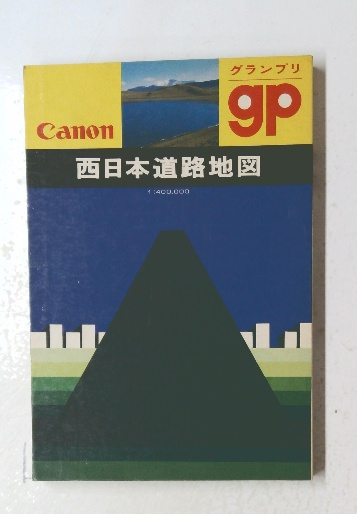 グランプリ
gp
Canon
西日本道路地図
1:400,000